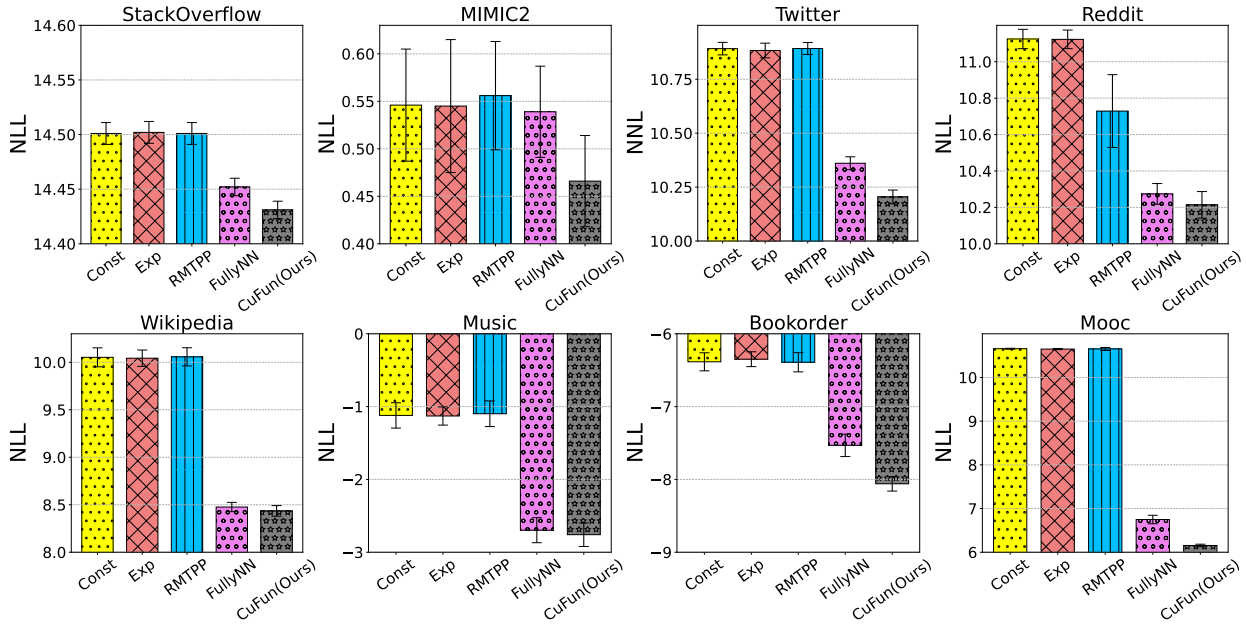 StackOverflow
NLL
14.60
14.55
14.50
14.45
14.40
Const
Exp
RMTPP
FullyNN
CuFun(Ours)
MIMIC2
NLL
0.60
0.55
0.50
0.45
0.40
Const
Exp
RMTPP
FullyNN
CuFun(Ours)
Twitter
NNL
10.75
10.50
10.25
10.00
Const
Exp
RMTPP
FullyNN
CuFun(Ours)
Reddit
NLL
11.0
10.8
10.6
10.4
10.2
10.0
Const
Exp
RMTPP
FullyNN
CuFun(Ours)
Wikipedia
NLL
10.0
9.5
9.0
8.5
8.0
Const
Exp
RMTPP
FullyNN
CuFun(Ours)
Music
NLL
0
−1
−2
−3
Const
Exp
RMTPP
FullyNN
CuFun(Ours)
Bookorder
NLL
−6
−7
−8
−9
Const
Exp
RMTPP
FullyNN
CuFun(Ours)
Mooc
NLL
10
9
8
7
6
Const
Exp
RMTPP
FullyNN
CuFun(Ours)